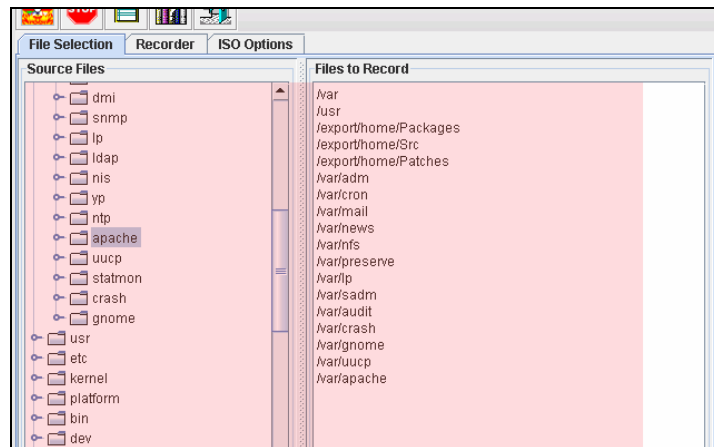 STOP
File Selection
Recorder
ISO Options
Source Files
dmi
snmp
lp
ldap
nis
yp
ntp
apache
uucp
statmon
crash
gnome
usr
etc
kernel
platform
bin
dev
Files to Record
/var
/usr
/export/home/Packages
/export/home/Src
/export/home/Patches
/var/adm
/var/cron
/var/mail
/var/news
/var/nfs
/var/preserve
/var/lp
/var/sadm
/var/audit
/var/crash
/var/gnome
/var/uucp
/var/apache